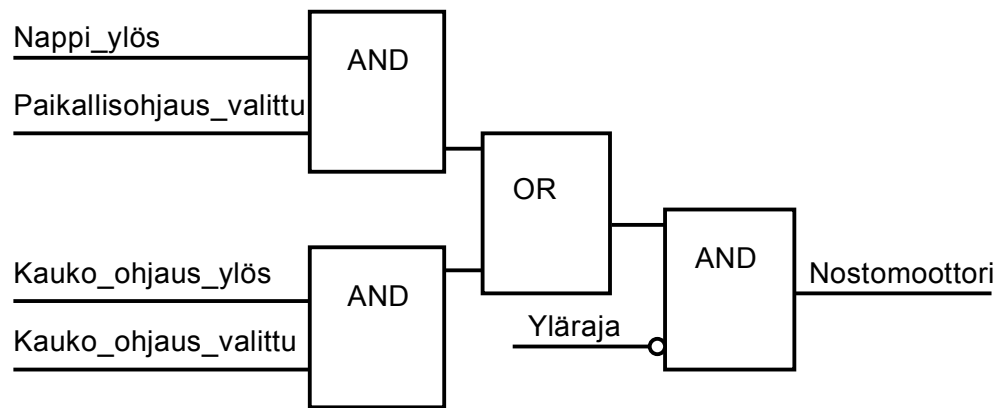 Nappi_ylös
AND
Paikallisohjaus_valittu
OR
AND
Kauko_ohjaus_ylös
AND
Nostomoottori
Kauko_ohjaus_valittu
Yläraja